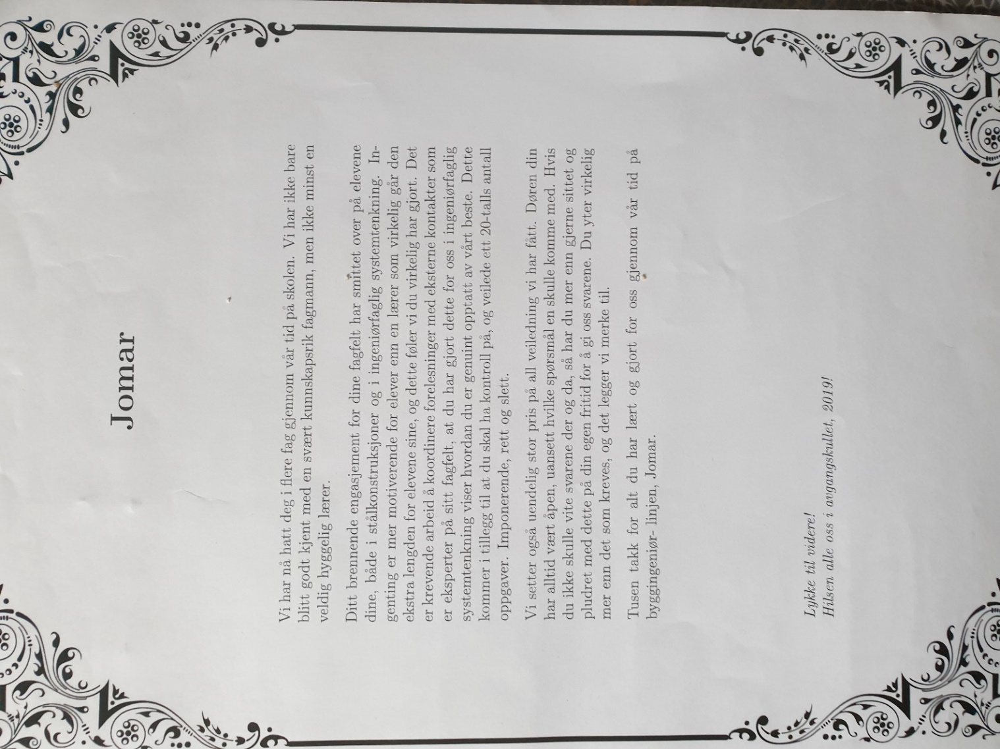 Jomar
Vi har nå hatt deg i flere fag gjennom vår tid på skolen. Vi har ikke bare
blitt godt kjent med en svært kunnskapsrik fagmann, men ikke minst en
veldig hyggelig lærer.
Ditt brennende engasjement for dine fagfelt har smittet over på elevene
dine, både i stålkonstruksjoner og i ingeniørfaglig systemtenkning. In-
genting er mer motiverende for elever enn en lærer som virkelig går den
ekstra lengden for elevene sine, og dette føler vi du virkelig har gjort. Det
er krevende arbeid å koordinere forelesninger med eksterne kontakter som
er eksperter på sitt fagfelt, at du har gjort dette for oss i ingeniørfaglig
systemtenkning viser hvordan du er genuint opptatt av vårt beste. Dette
kommer i tillegg til at du skal ha kontroll på, og veilede ett 20-talls antall
oppgaver. Imponerende, rett og slett.
Vi setter også uendelig stor pris på all veiledning vi har fått. Døren din
har alltid vært åpen, uansett hvilke spørsmål en skulle komme med. Hvis
du ikke skulle vite svarene der og da, så har du mer enn gjerne sittet og
pludret med dette på din egen fritid for å gi oss svarene. Du yter virkelig
mer enn det som kreves, og det legger vi merke til.
Tusen takk for alt du har lært og gjort for oss gjennom vår tid på
byggingeniør- linjen, Jomar.
Lykke til videre!
Hilsen alle oss i avgangskullet, 2019!